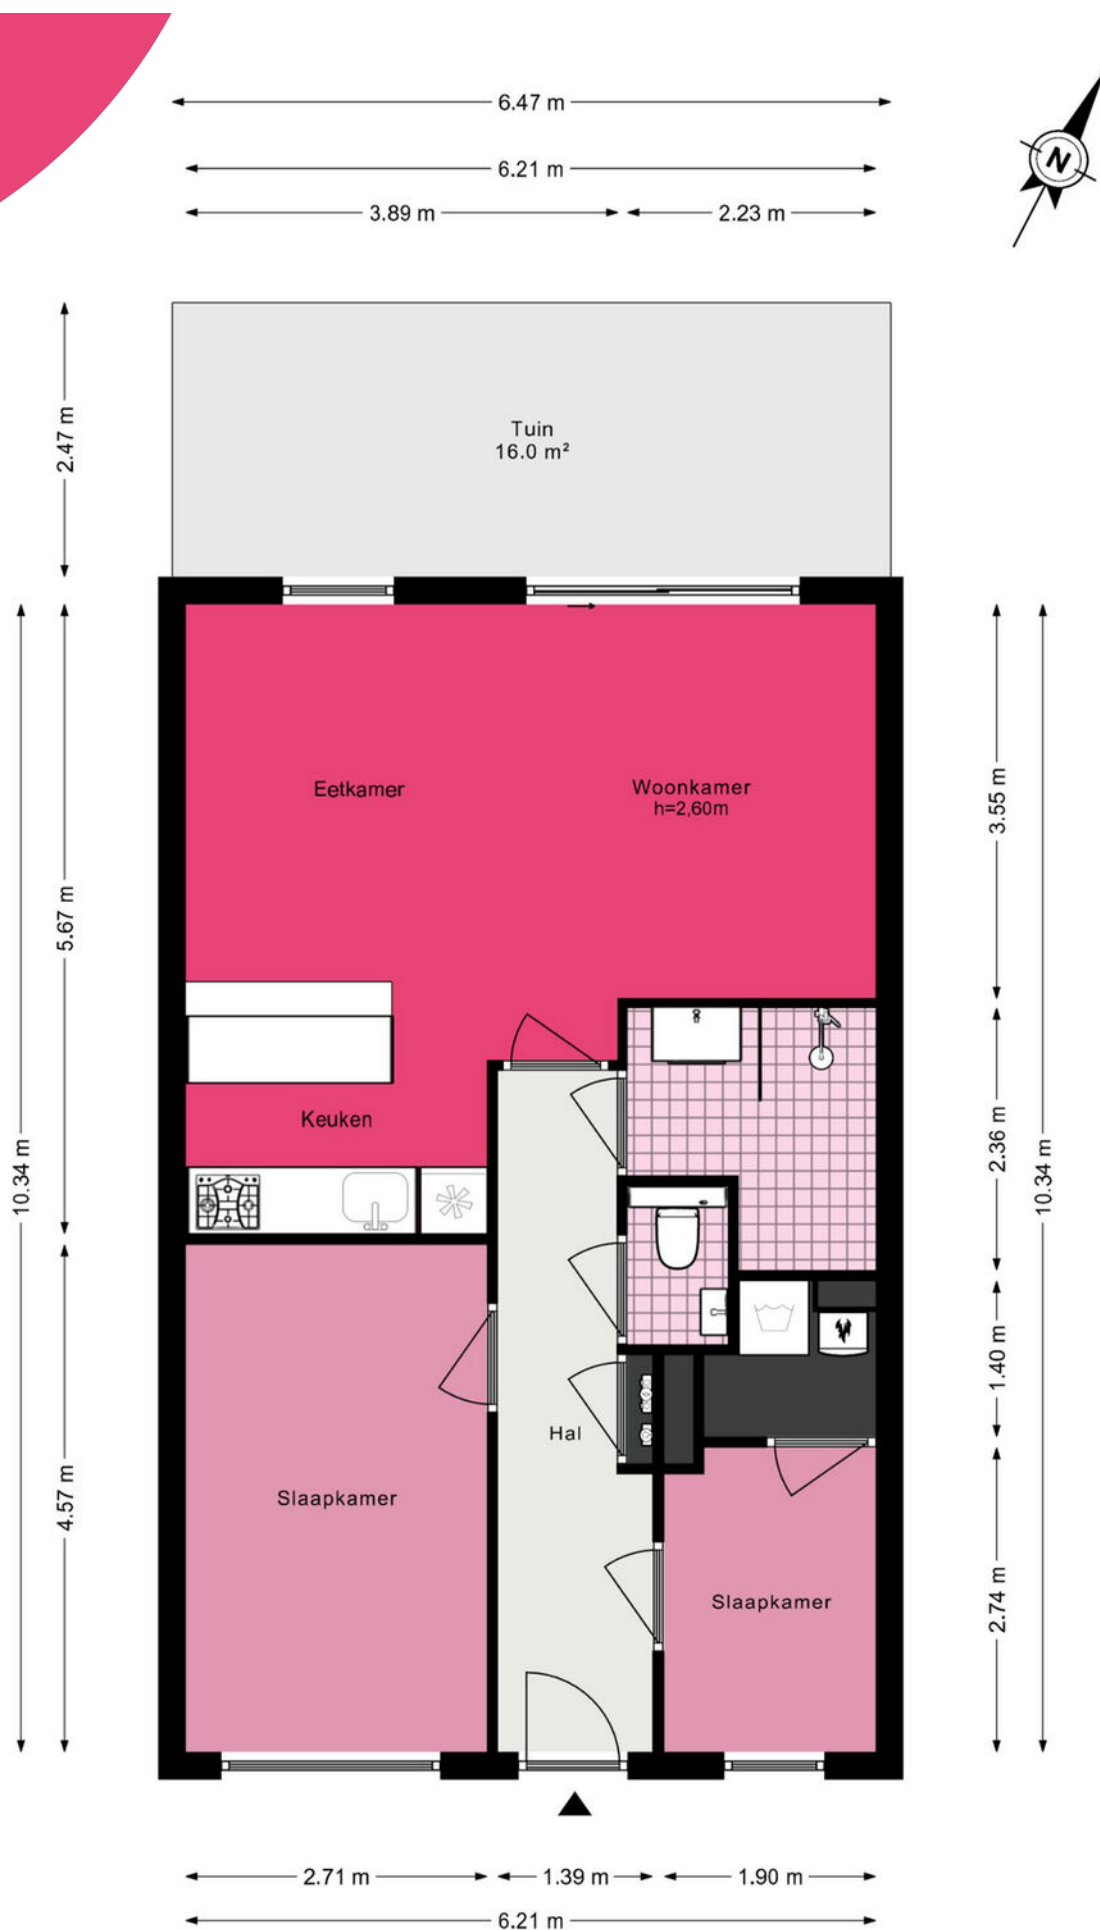 6.47 m
6.21 m
3.89 m
2.23 m
N
2.47 m
Tuin
16.0 m²
10.34 m
5.67 m
4.57 m
Eetkamer
Woonkamer
h=2,60m
3.55 m
2.36 m
1.40 m
2.74 m
10.34 m
Keuken
Hal
Slaapkamer
Slaapkamer
2.71 m
1.39 m
1.90 m
6.21 m